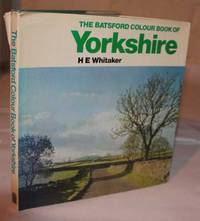 THE BATSFORD COLOUR BOOK OF
Yorkshire
H E Whitaker
The Batsford Colour Book of Yorkshire